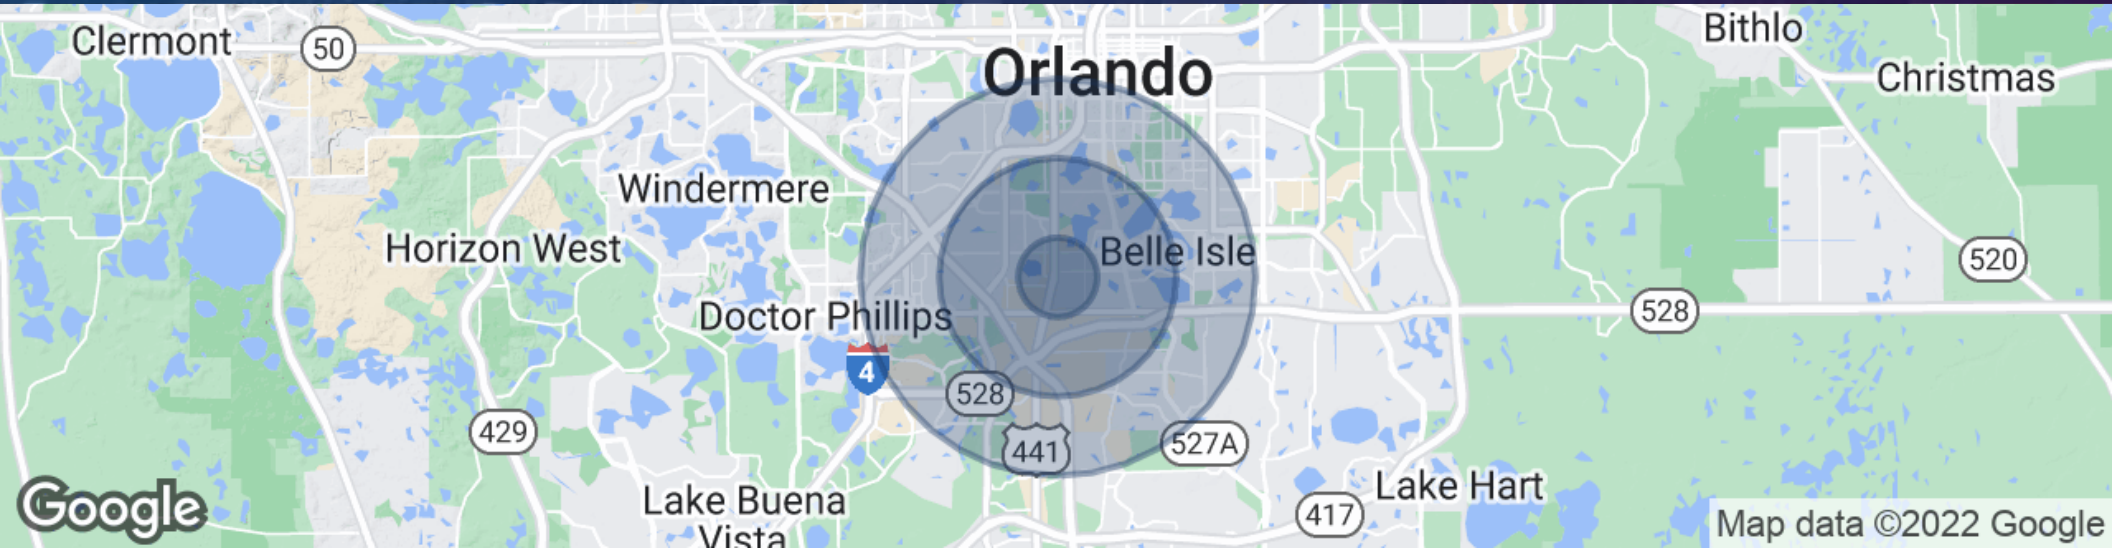 Clermont
50
Orlando
Bithlo
Christmas
Windermere
Horizon West
Belle Isle
520
Doctor Phillips
528
4
528
429
441
527A
Lake Buena
Vista
Lake Hart
417
Google
Map data ©2022 Google